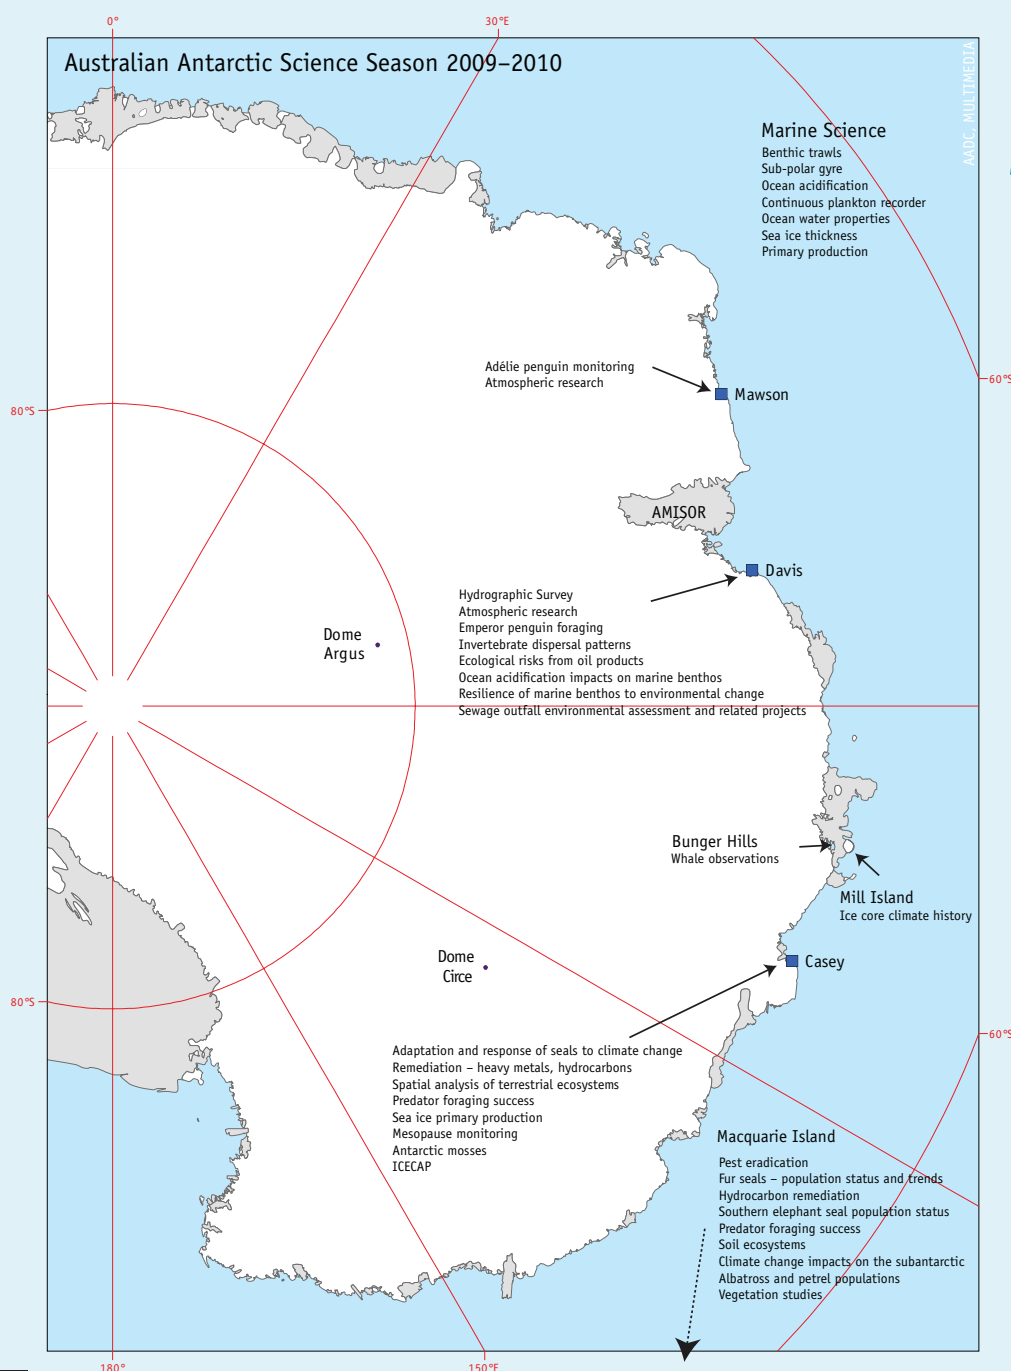 0°
30°E
Australian Antarctic Science Season 2009–2010
AADC, MULTIMEDIA
Marine Science
Benthic trawls
Sub-polar gyre
Ocean acidification
Continuous plankton recorder
Ocean water properties
Sea ice thickness
Primary production
Adélie penguin monitoring
Atmospheric research
60°S
Mawson
80°S
AMISOR
Davis
Hydrographic Survey
Atmospheric research
Emperor penguin foraging
Invertebrate dispersal patterns
Ecological risks from oil products
Ocean acidification impacts on marine benthos
Resilience of marine benthos to environmental change
Sewage outfall environmental assessment and related projects
Dome
Argus
Bunger Hills
Whale observations
Mill Island
Ice core climate history
Dome
Circe
Casey
80°S
60°S
Adaptation and response of seals to climate change
Remediation – heavy metals, hydrocarbons
Spatial analysis of terrestrial ecosystems
Predator foraging success
Sea ice primary production
Mesopause monitoring
Antarctic mosses
ICECAP
Macquarie Island
Pest eradication
Fur seals – population status and trends
Hydrocarbon remediation
Southern elephant seal population status
Predator foraging success
Soil ecosystems
Climate change impacts on the subantarctic
Albatross and petrel populations
Vegetation studies
180°
150°E